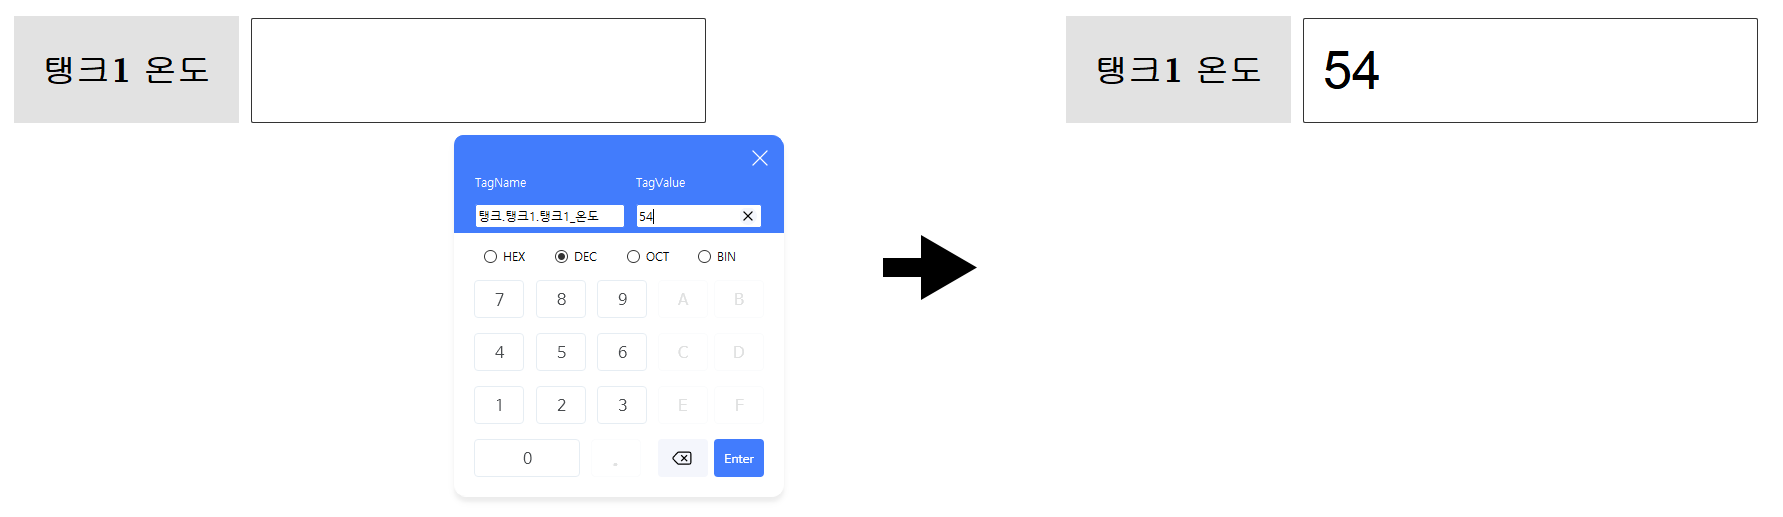 탱크1 온도
탱크1 온도
54
TagName TagValue
탱크.탱크1.탱크1_온도 54
HEX DEC OCT BIN
7 8 9 A B
4 5 6 C D
1 2 3 E F
0 . Enter